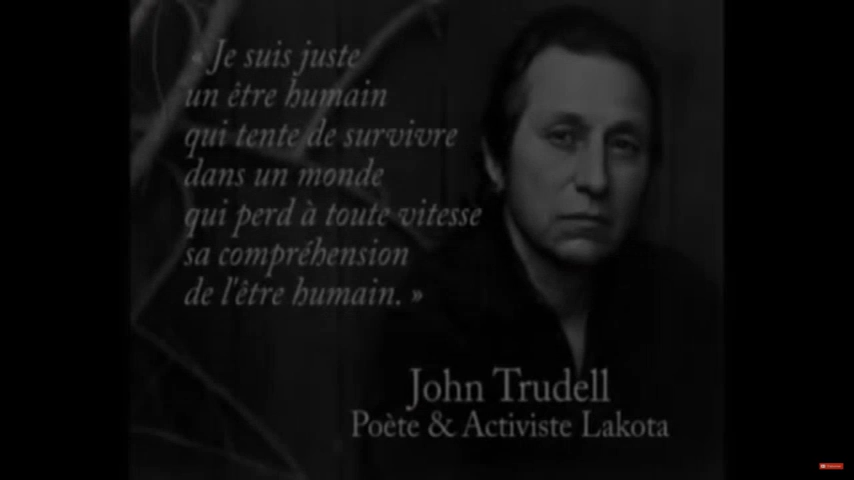 « Je suis juste
un être humain
qui tente de survivre
dans un monde
qui perd à toute vitesse
sa compréhension
de l'être humain. »
John Trudell
Poète & Activiste Lakota